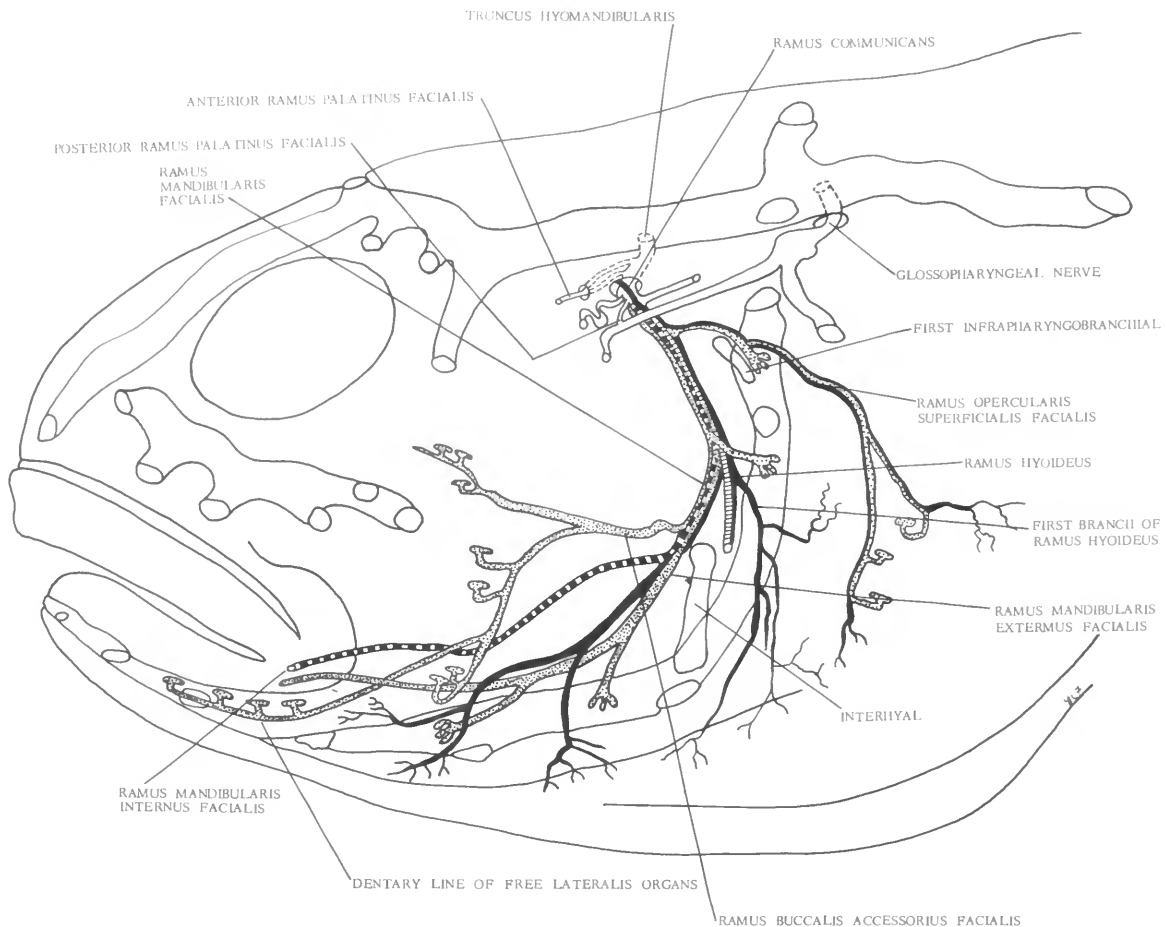 TRUNCUS HYOMANDIBULARIS
RAMUS COMMUNICANS
ANTERIOR RAMUS PALATINUS FACIALIS
POSTERIOR RAMUS PALATINUS FACIALIS
RAMUS
MANDIBULARIS
FACIALIS
GLOSSOPHARYNGEAL NERVE
FIRST INFRAPHARYNGOBRANCHIAL
RAMUS OPERCULARIS
SUPERFICIALIS FACIALIS
RAMUS HYOIDEUS
FIRST BRANCH OF
RAMUS HYOIDEUS
RAMUS MANDIBULARIS
EXTERMUS FACIALIS
INTERHYAL
RAMUS MANDIBULARIS
INTERNUS FACIALIS
DENTARY LINE OF FREE LATERALIS ORGANS
RAMUS BUCCALIS ACCESSORIUS FACIALIS